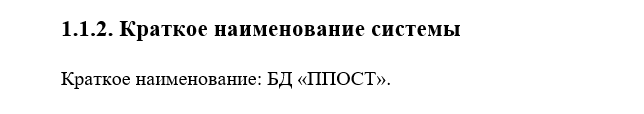 1.1.2. Краткое наименование системы
Краткое наименование: БД «ППОСТ».